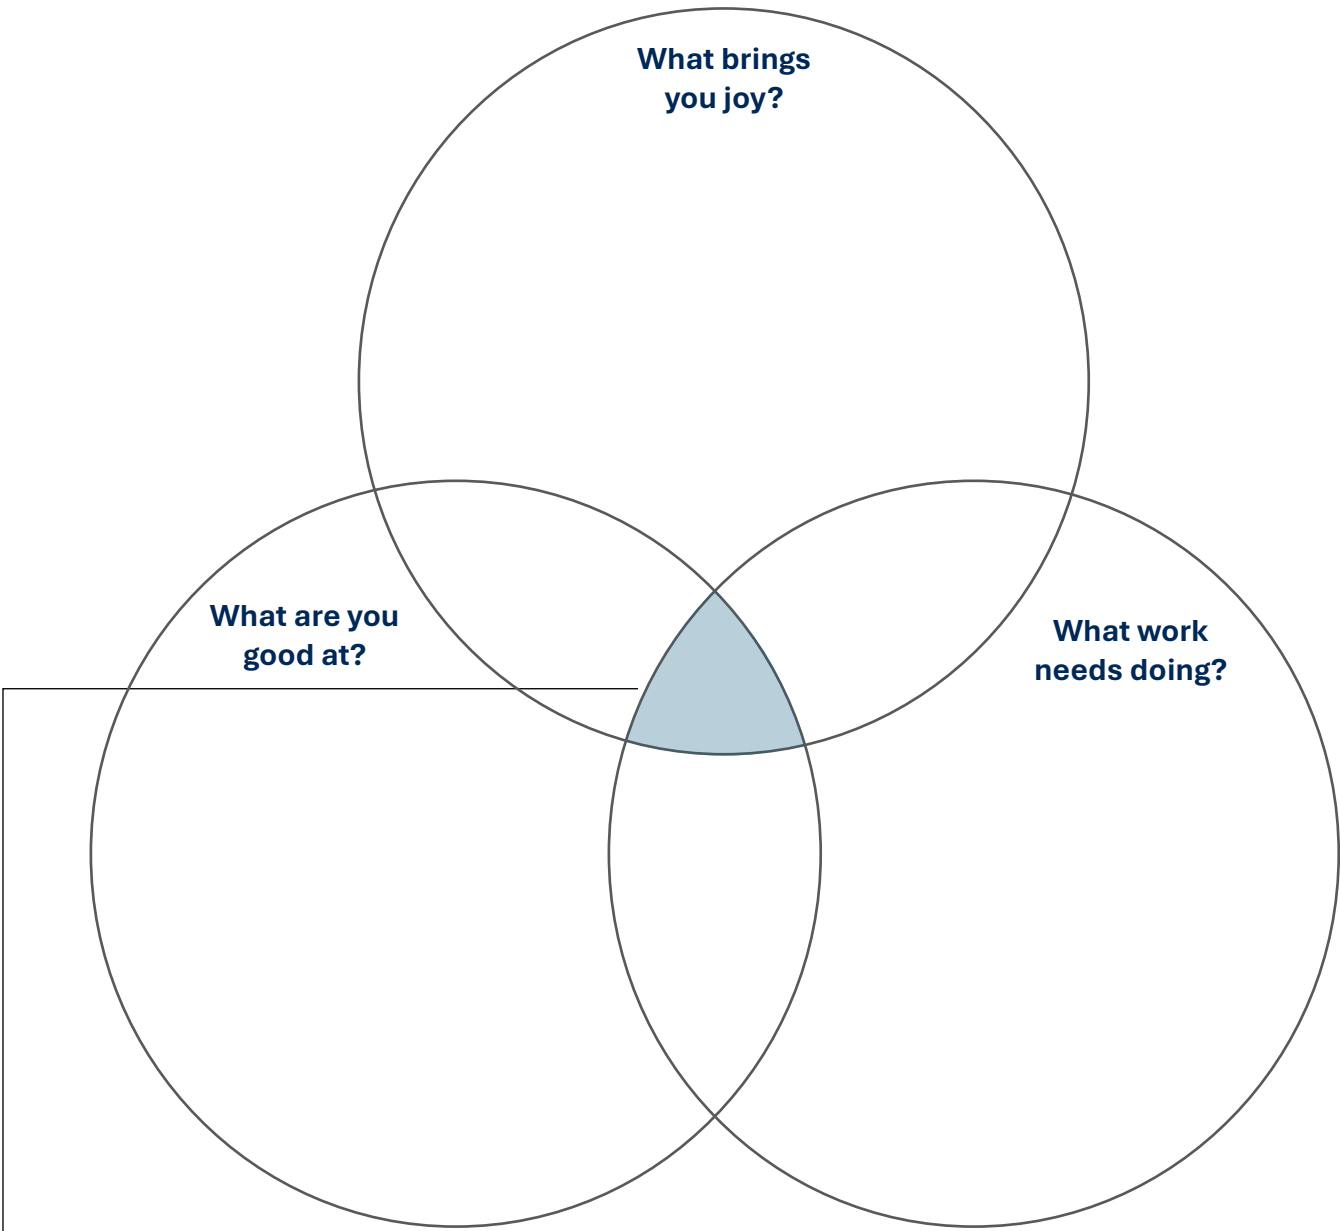 What brings
you joy?
What are you
good at?
What work
needs doing?